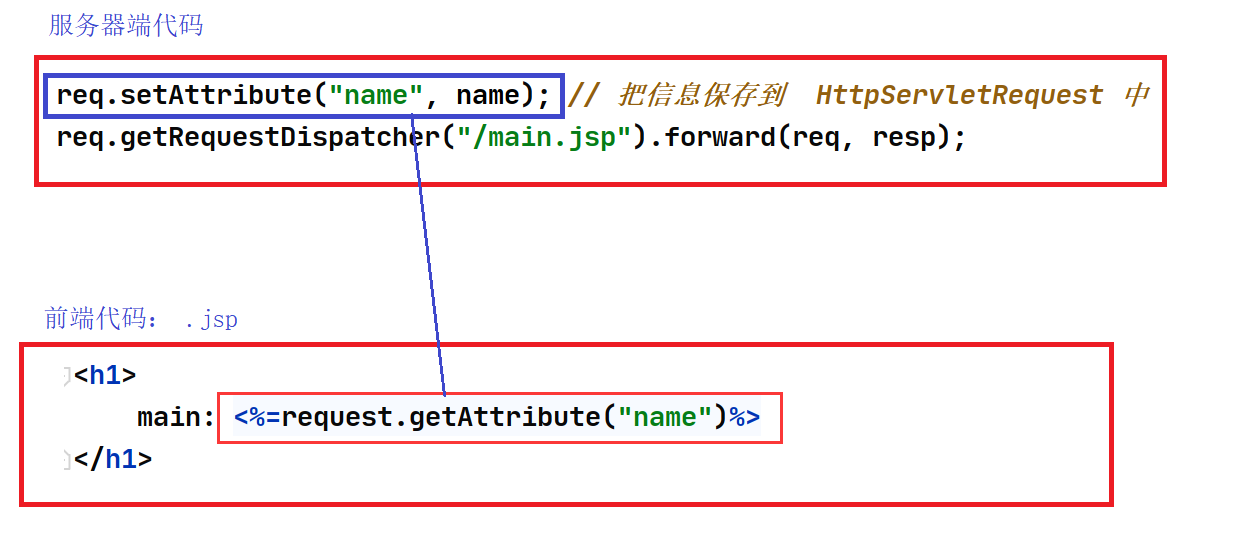 服务器端代码
req.setAttribute("name", name); // 把信息保存到 HttpServletRequest 中
req.getRequestDispatcher("/main.jsp").forward(req, resp);
前端代码： .jsp
<h1>
main: <%=request.getAttribute("name")%>
</h1>